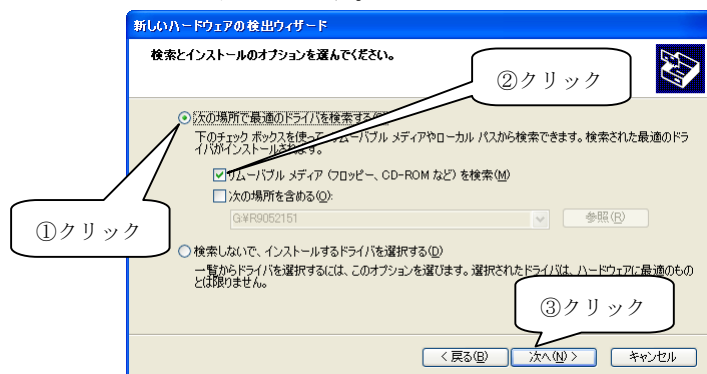 新しいハードウェアの検出ウィザード
検索とインストールのオプションを選んでください。
②クリック
次の場所で最適のドライバを検索する
下のチェック ボックスを使って、リムーバブル メディアやローカル パスから検索できます。検索された最適のドラ
イバがインストールされます。
リムーバブル メディア (フロッピー、CD-ROM など) を検索(M)
次の場所を含める(O):
G:¥R9052151
参照(R)
①クリック
検索しないで、インストールするドライバを選択する(D)
一覧からドライバを選択するには、このオプションを選びます。選択されたドライバは、ハードウェアに最適のもの
とは限りません。
③クリック
< 戻る(B)
次へ(N) >
キャンセル